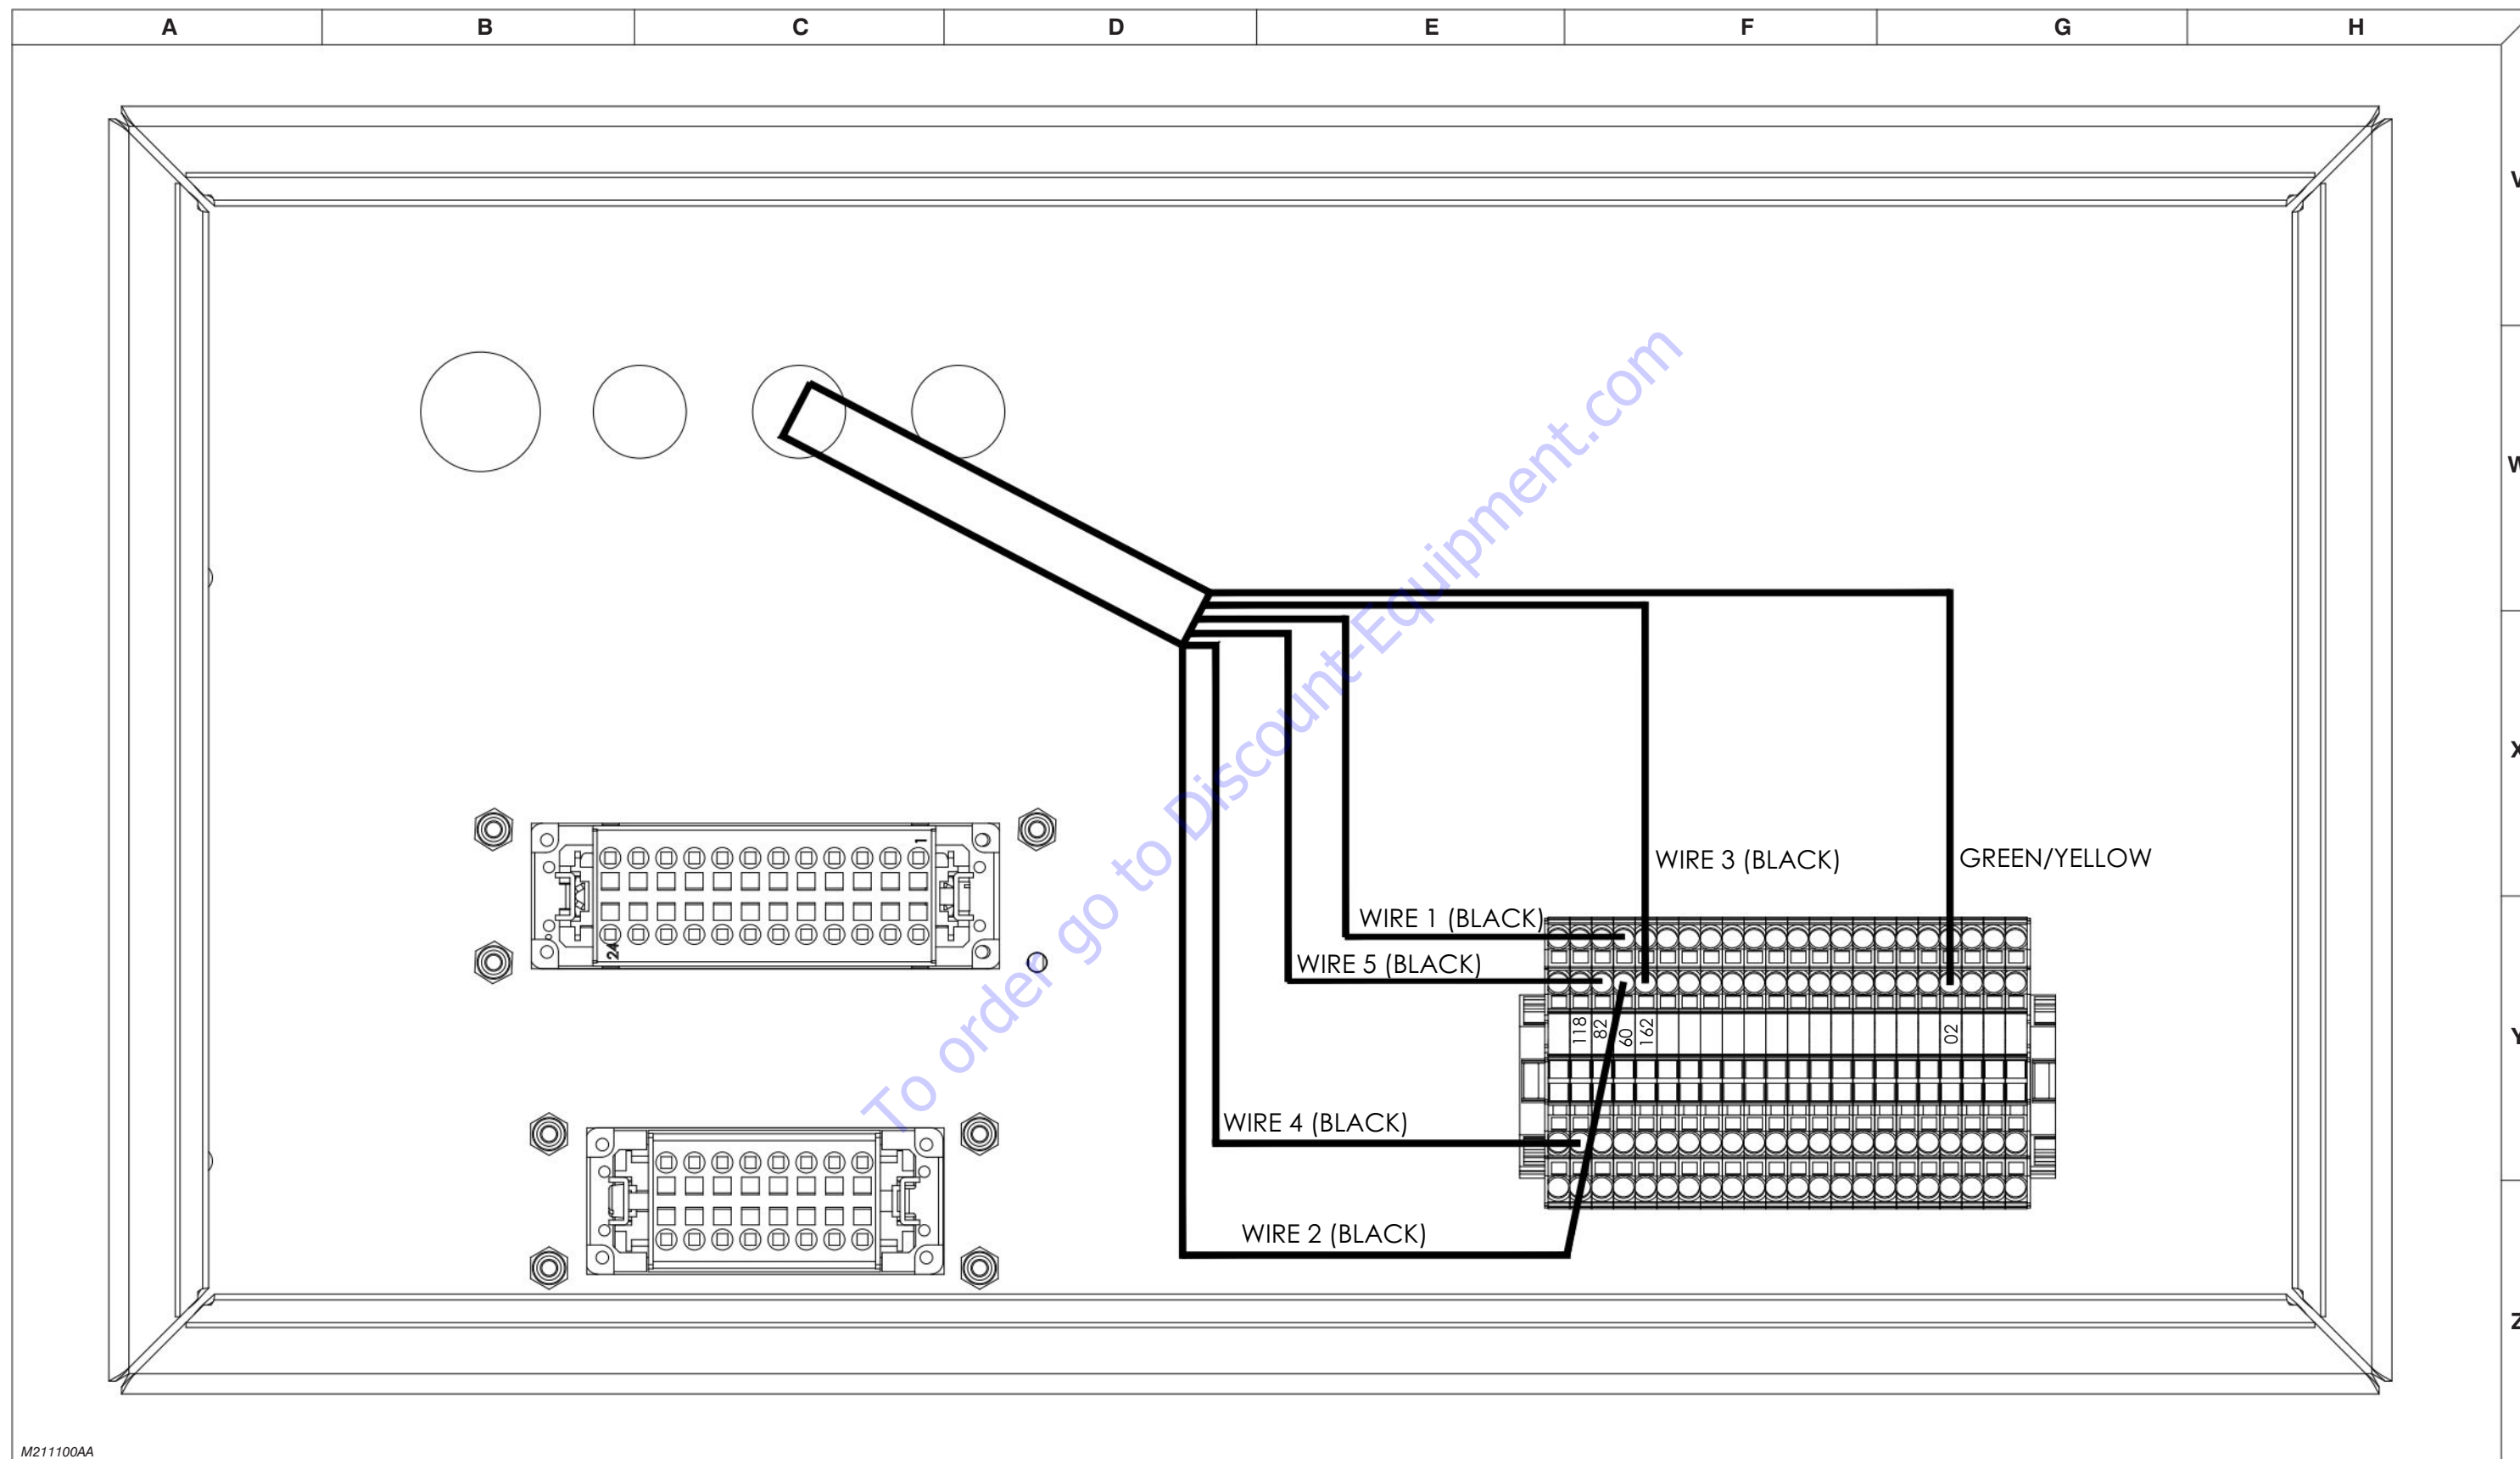 A B C D E F G H
V
W
X
Y
Z
To order go to Discount-Equipment.com
1
24
WIRE 3 (BLACK)
GREEN/YELLOW
WIRE 1 (BLACK)
WIRE 5 (BLACK)
118
82
60
162
02
WIRE 4 (BLACK)
WIRE 2 (BLACK)
M211100AA